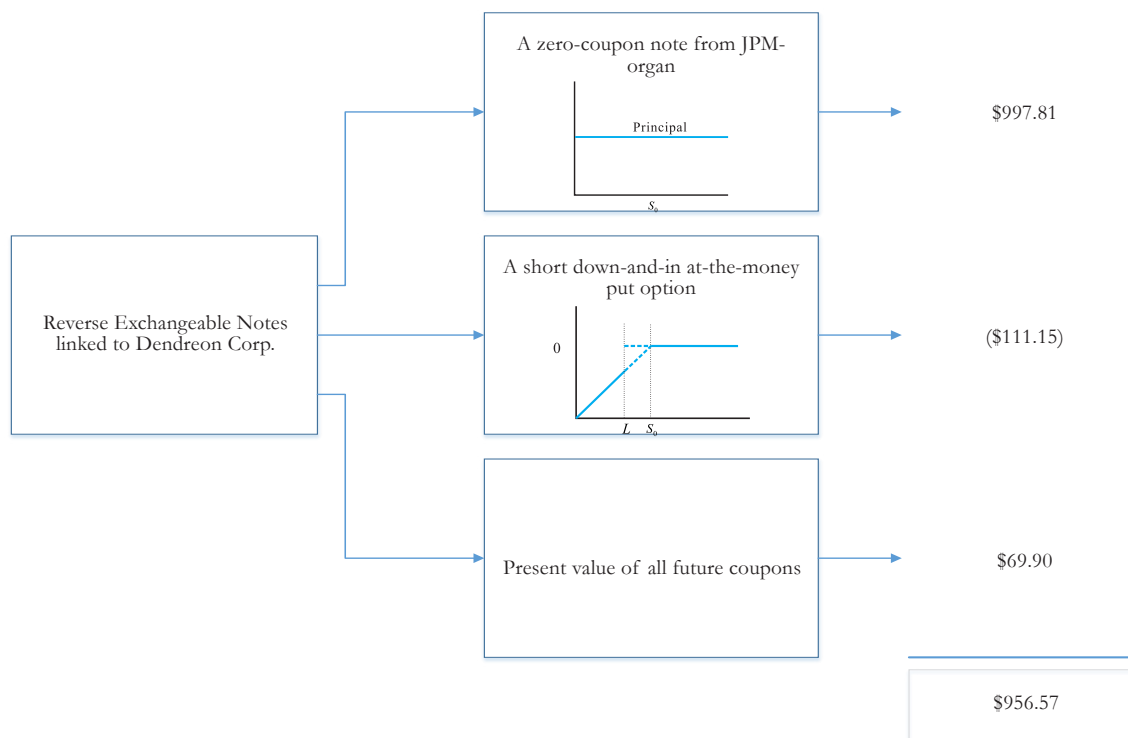 A zero-coupon note from JPM-
organ
Principal
S₀
$997.81
Reverse Exchangeable Notes
linked to Dendreon Corp.
A short down-and-in at-the-money
put option
0
L S₀
($111.15)
Present value of all future coupons
$69.90
$956.57